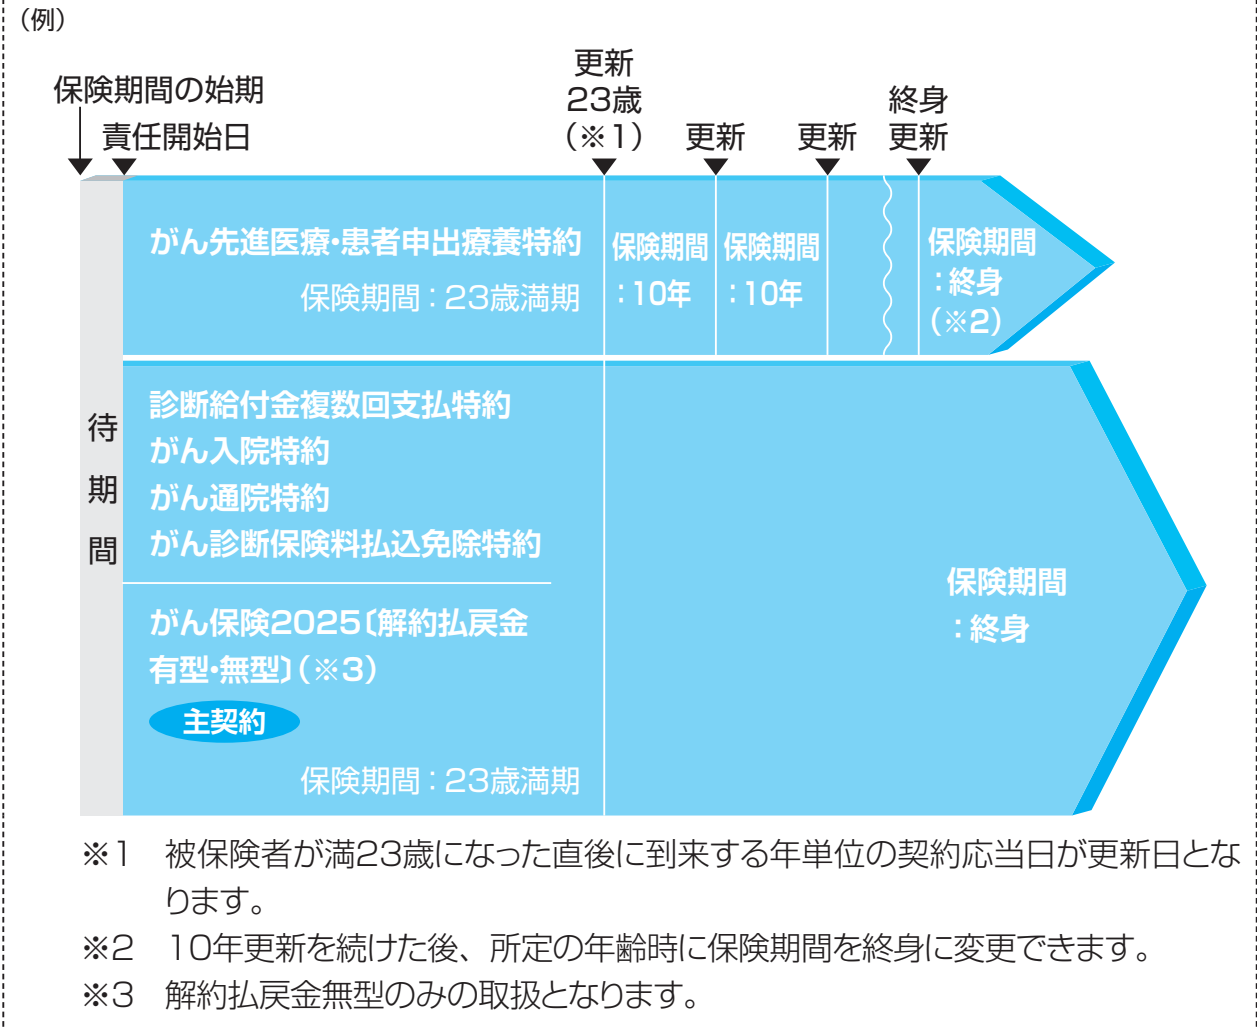 （例）
保険期間の始期
責任開始日
更新
23歳
（※1）
更新
更新
終身
更新
待期間
がん先進医療・患者申出療養特約
保険期間：23歳満期
保険期間
：10年
保険期間
：10年
保険期間
：終身
（※2）
診断給付金複数回支払特約
がん入院特約
がん通院特約
がん診断保険料払込免除特約
がん保険2025〔解約払戻金
有型・無型〕（※3）
主契約
保険期間：23歳満期
保険期間
：終身
※1　被保険者が満23歳になった直後に到来する年単位の契約応当日が更新日とな
ります。
※2　10年更新を続けた後、所定の年齢時に保険期間を終身に変更できます。
※3　解約払戻金無型のみの取扱となります。